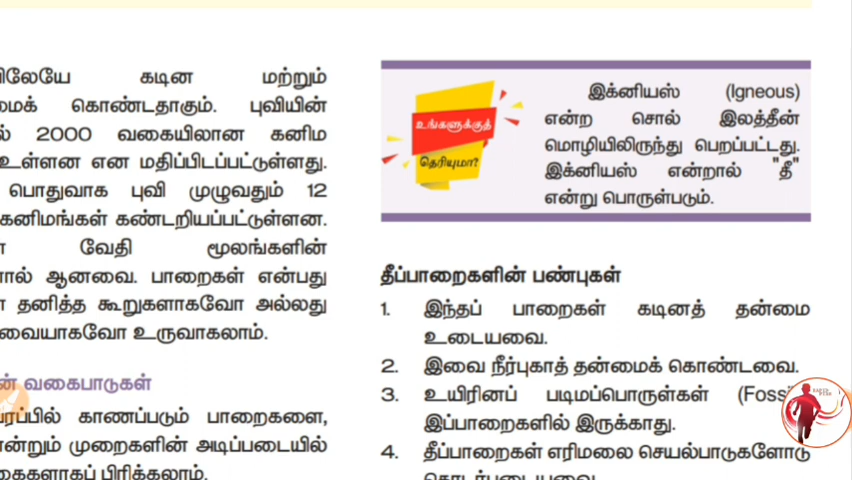 கடின மற்றும்
கொண்டதாகும். புவியின்
2000 வகையிலான கனிம
உள்ளன என மதிப்பிடப்பட்டுள்ளது.
பொதுவாக புவி முழுவதும் 12
கனிமங்கள் கண்டறியப்பட்டுள்ளன.
வேதி மூலங்களின்
ஆனவை. பாறைகள் என்பது
தனித்த கூறுகளாகவோ அல்லது
உருவாகலாம்.
வகைபாடுகள்
காணப்படும் பாறைகளை,
முறைகளின் அடிப்படையில்
பிரிக்கலாம்.
உங்களுக்குத்
தெரியுமா?
இக்னியஸ் (Igneous)
என்ற சொல் இலத்தீன்
மொழியிலிருந்து பெறப்பட்டது.
இக்னியஸ் என்றால் "தீ"
என்று பொருள்படும்.
தீப்பாறைகளின் பண்புகள்
1. இந்தப் பாறைகள் கடினத் தன்மை
உடையவை.
2. இவை நீர்புகாத் தன்மைக் கொண்டவை.
3. உயிரினப் படிமப்பொருள்கள்
இப்பாறைகளில் இருக்காது.
4. தீப்பாறைகள் எரிமலை செயல்பாடுகளோடு